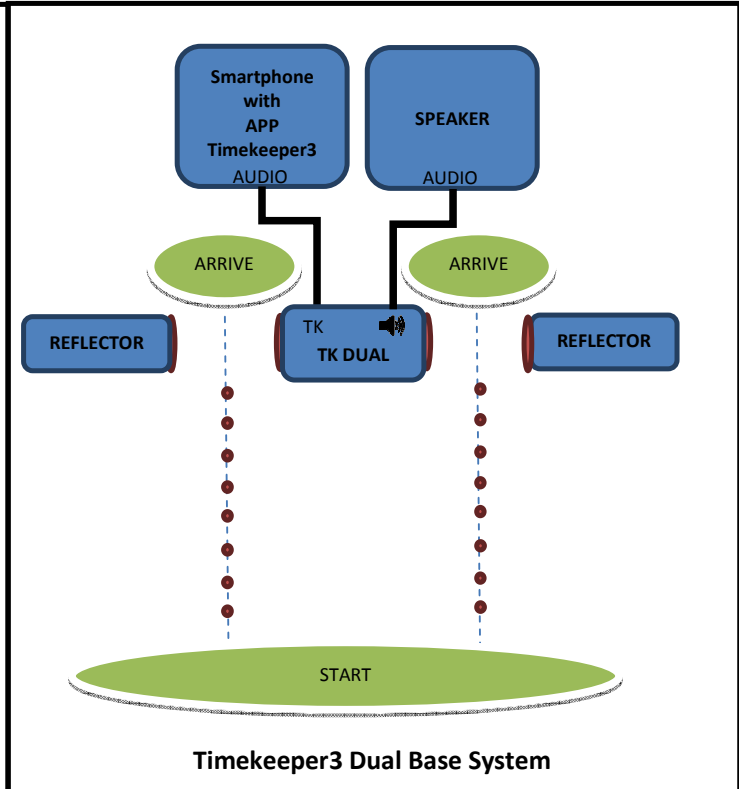 Smartphone
with
APP
Timekeeper3
AUDIO
SPEAKER
AUDIO
ARRIVE
ARRIVE
REFLECTOR
TK
TK DUAL
REFLECTOR
START
Timekeeper3 Dual Base System